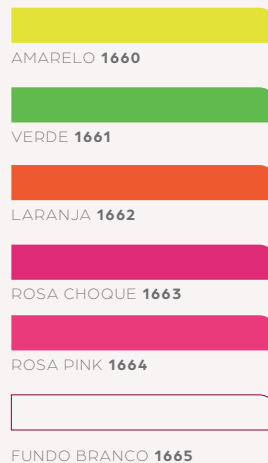 AMARELO 1660
VERDE 1661
LARANJA 1662
ROSA CHOQUE 1663
ROSA PINK 1664
FUNDO BRANCO 1665